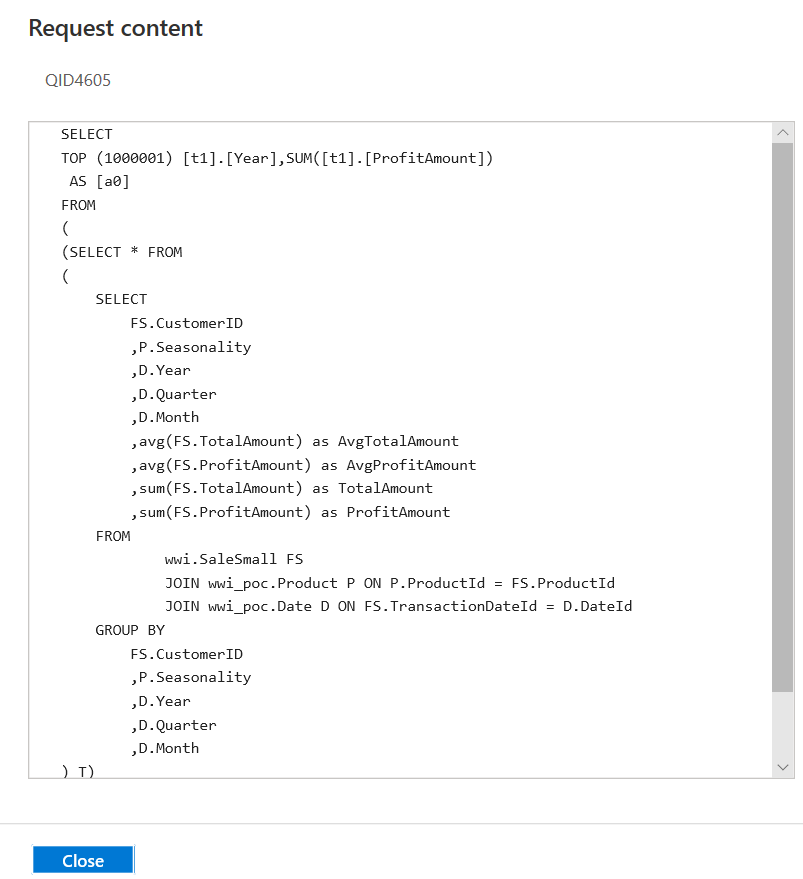 Request content
QID4605
SELECT
TOP (1000001) [t1].[Year],SUM([t1].[ProfitAmount])
 AS [a0]
FROM
(
(SELECT * FROM
(
    SELECT
        FS.CustomerID
        ,P.Seasonality
        ,D.Year
        ,D.Quarter
        ,D.Month
        ,avg(FS.TotalAmount) as AvgTotalAmount
        ,avg(FS.ProfitAmount) as AvgProfitAmount
        ,sum(FS.TotalAmount) as TotalAmount
        ,sum(FS.ProfitAmount) as ProfitAmount
    FROM
            wwi.SaleSmall FS
            JOIN wwi_poc.Product P ON P.ProductId = FS.ProductId
            JOIN wwi_poc.Date D ON FS.TransactionDateId = D.DateId
    GROUP BY
        FS.CustomerID
        ,P.Seasonality
        ,D.Year
        ,D.Quarter
        ,D.Month
) T)
Close